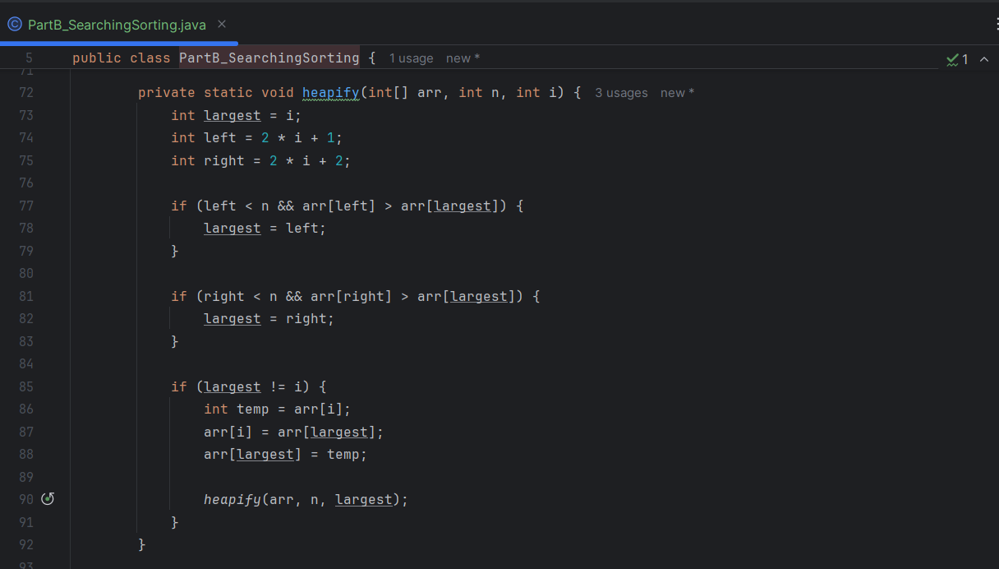 PartB_SearchingSorting.java
5 public class PartB_SearchingSorting { 1 usage new *
1
71
72 private static void heapify(int[] arr, int n, int i) { 3 usages new *
73 int largest = i;
74 int left = 2 * i + 1;
75 int right = 2 * i + 2;
76
77 if (left < n && arr[left] > arr[largest]) {
78 largest = left;
79 }
80
81 if (right < n && arr[right] > arr[largest]) {
82 largest = right;
83 }
84
85 if (largest != i) {
86 int temp = arr[i];
87 arr[i] = arr[largest];
88 arr[largest] = temp;
89
90 heapify(arr, n, largest);
91 }
92 }
93